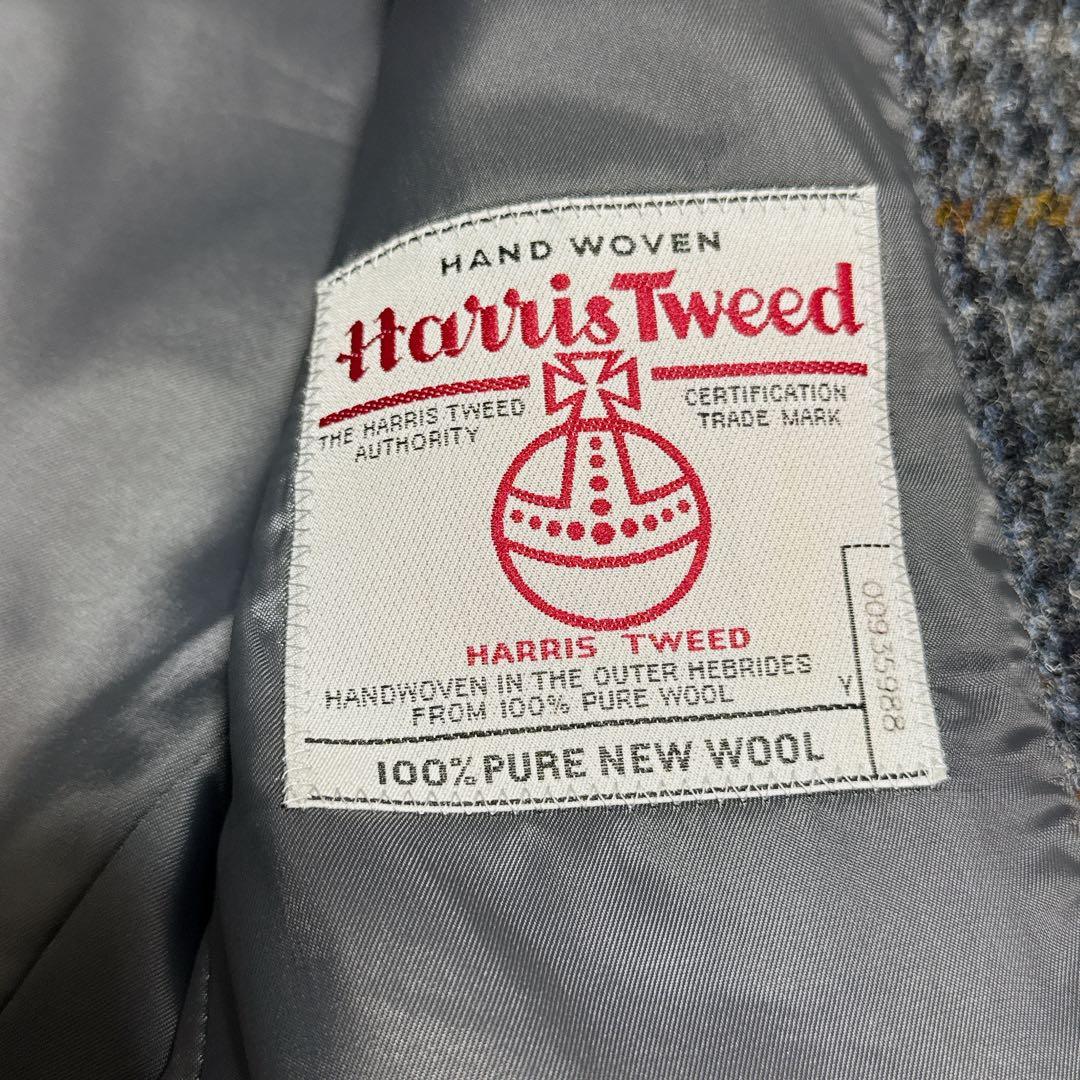 HAND WOVEN
Harris Tweed
THE HARRIS TWEED
AUTHORITY
CERTIFICATION
TRADE MARK
HARRIS TWEED
HANDWOVEN IN THE OUTER HEBRIDES
FROM 100% PURE WOOL
Y
00935988
100% PURE NEW WOOL